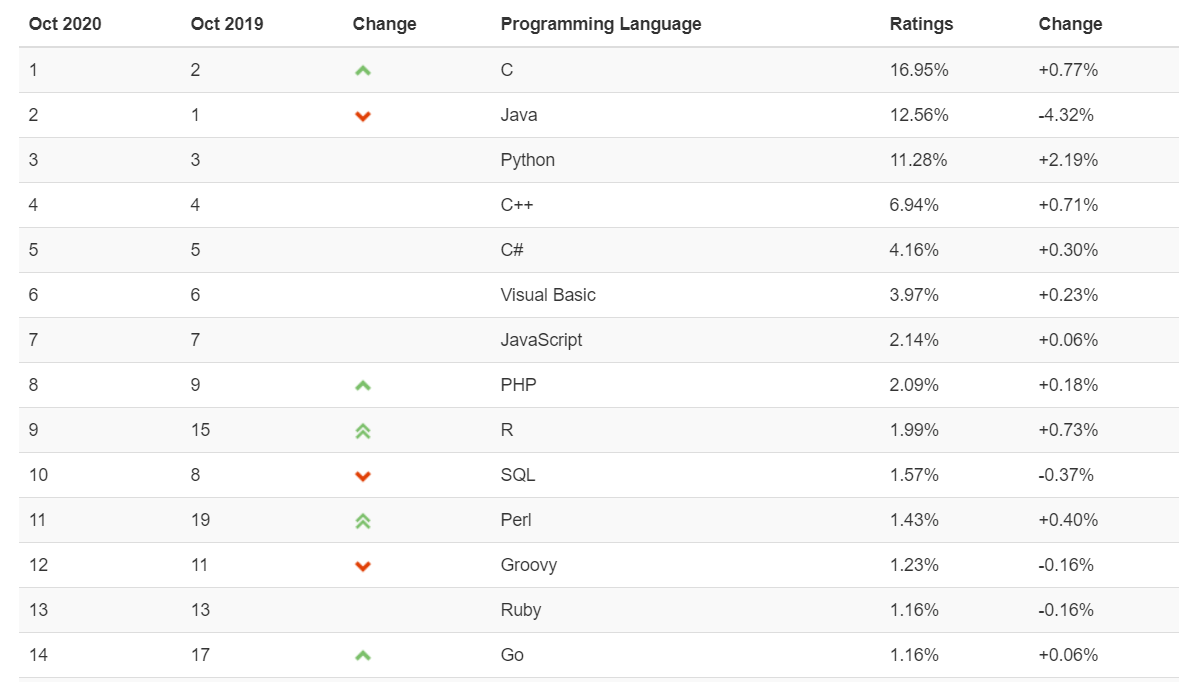 Oct 2020 Oct 2019 Change Programming Language Ratings Change
1 2 C 16.95% +0.77%
2 1 Java 12.56% -4.32%
3 3 Python 11.28% +2.19%
4 4 C++ 6.94% +0.71%
5 5 C# 4.16% +0.30%
6 6 Visual Basic 3.97% +0.23%
7 7 JavaScript 2.14% +0.06%
8 9 PHP 2.09% +0.18%
9 15 R 1.99% +0.73%
10 8 SQL 1.57% -0.37%
11 19 Perl 1.43% +0.40%
12 11 Groovy 1.23% -0.16%
13 13 Ruby 1.16% -0.16%
14 17 Go 1.16% +0.06%